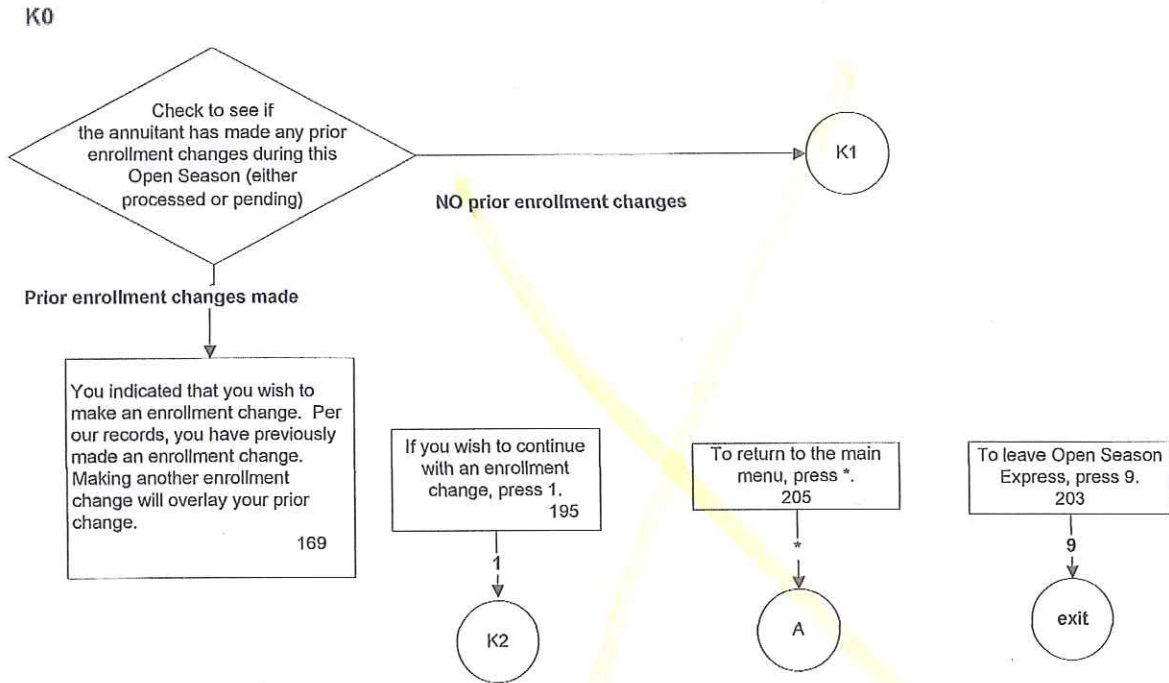 K0
Check to see if
the annuitant has made any prior
enrollment changes during this
Open Season (either
processed or pending)
K1
NO prior enrollment changes
Prior enrollment changes made
You indicated that you wish to
make an enrollment change. Per
our records, you have previously
made an enrollment change.
Making another enrollment
change will overlay your prior
change.
169
If you wish to continue
with an enrollment
change, press 1.
195
1
K2
To return to the main
menu, press *.
205
*
A
To leave Open Season
Express, press 9.
203
9
exit